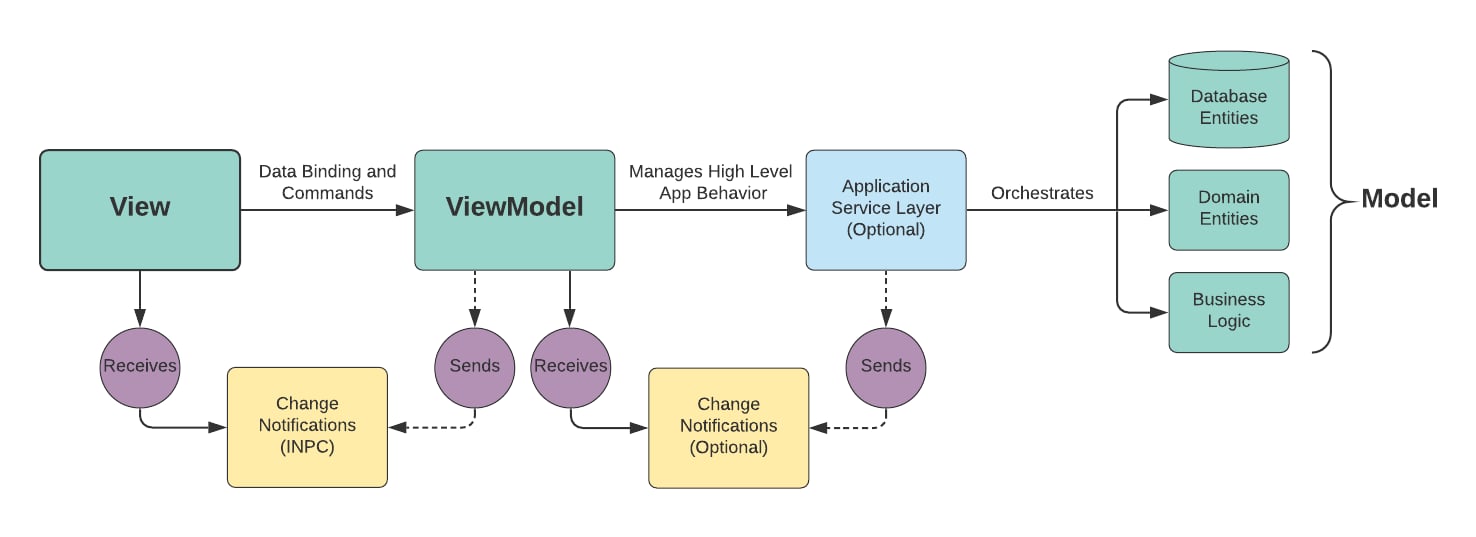 View
Data Binding and
Commands
ViewModel
Manages High Level
App Behavior
Application
Service Layer
(Optional)
Orchestrates
Database
Entities
Domain
Entities
Business
Logic
Model
Receives
Sends
Receives
Sends
Change
Notifications
(INPC)
Change
Notifications
(Optional)